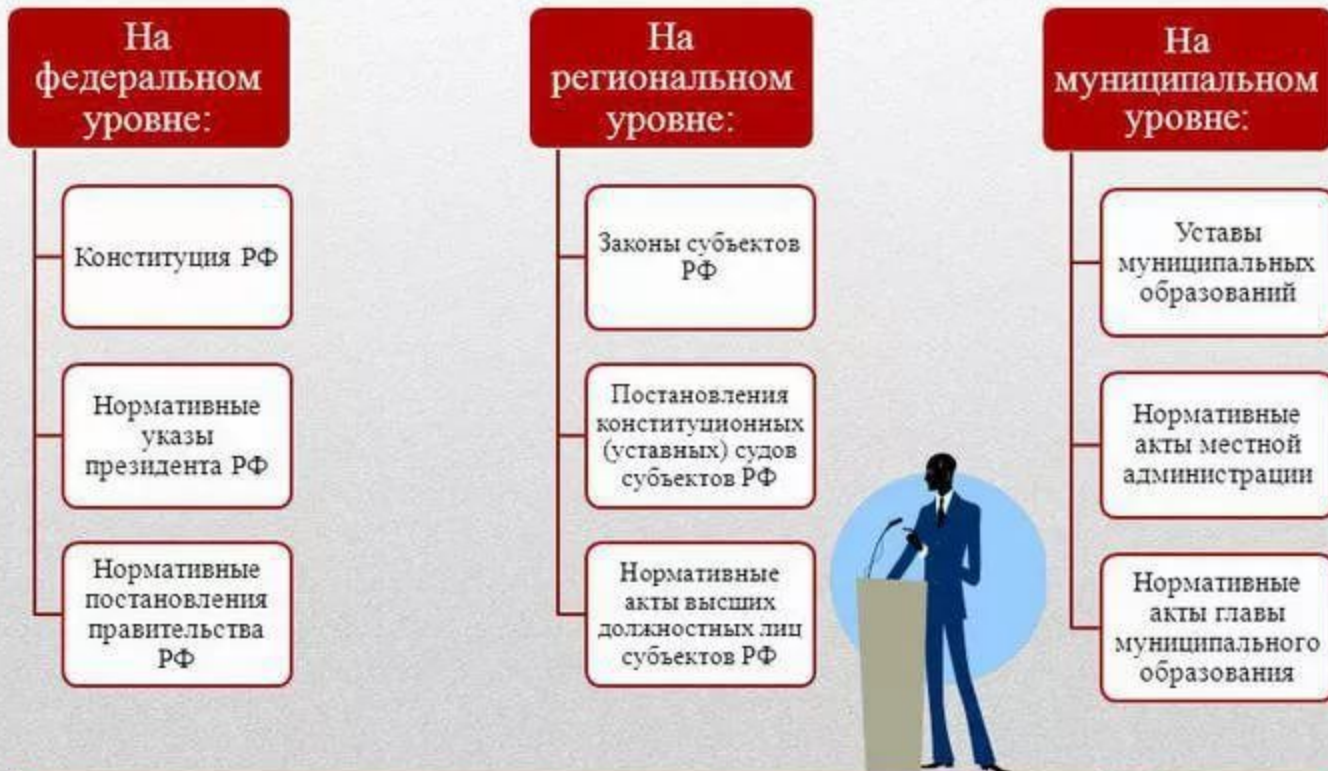 На
федеральном
уровне:
Конституция РФ
Нормативные
указы
президента РФ
Нормативные
постановления
правительства
РФ
На
региональном
уровне:
Законы субъектов
РФ
Постановления
конституционных
(уставных) судов
субъектов РФ
Нормативные
акты высших
должностных лиц
субъектов РФ
На
муниципальном
уровне:
Уставы
муниципальных
образований
Нормативные
акты местной
администрации
Нормативные
акты главы
муниципального
образования